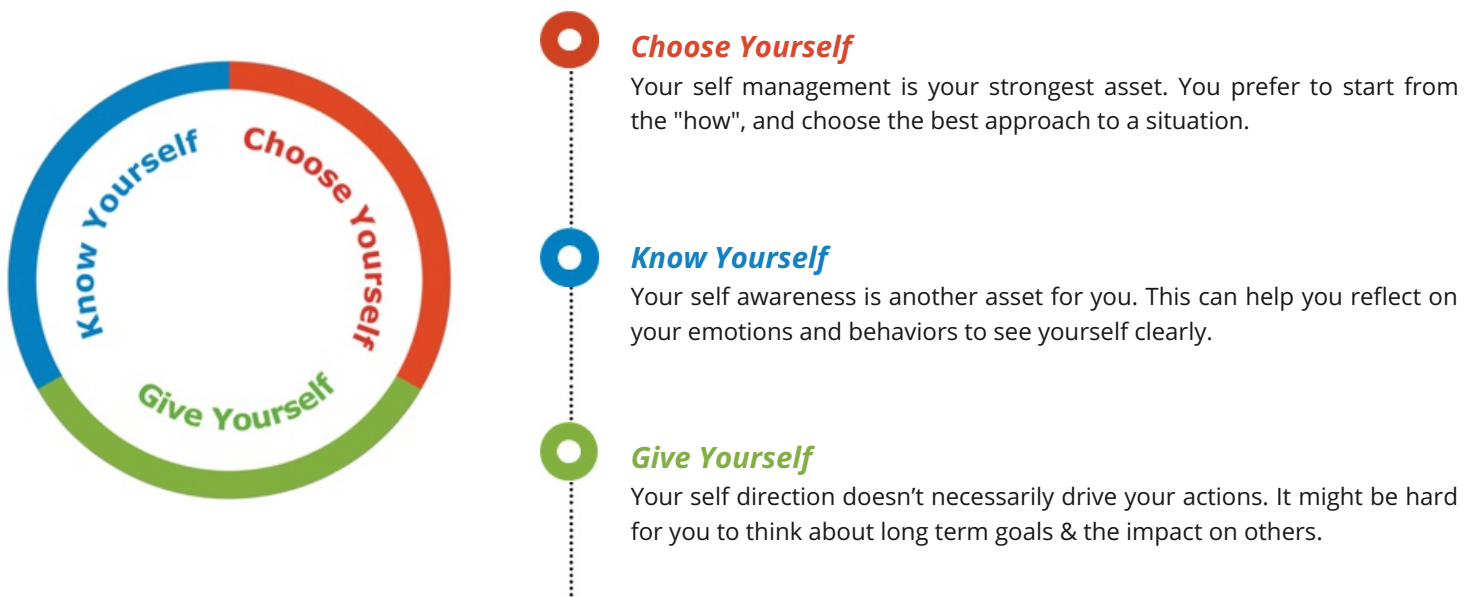 Know Yourself
Choose Yourself
Give Yourself
Choose Yourself
Your self management is your strongest asset. You prefer to start from
the "how", and choose the best approach to a situation.
Know Yourself
Your self awareness is another asset for you. This can help you reflect on
your emotions and behaviors to see yourself clearly.
Give Yourself
Your self direction doesn’t necessarily drive your actions. It might be hard
for you to think about long term goals & the impact on others.